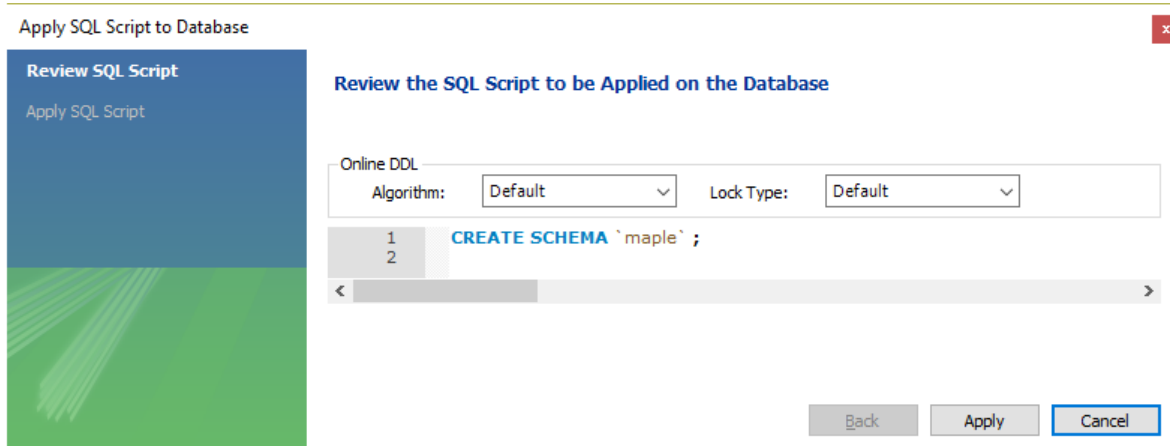 Apply SQL Script to Database
x
Review SQL Script
Apply SQL Script
Review the SQL Script to be Applied on the Database
Online DDL
Algorithm: Default Lock Type: Default
1 CREATE SCHEMA `maple` ;
2
< >
Back Apply Cancel